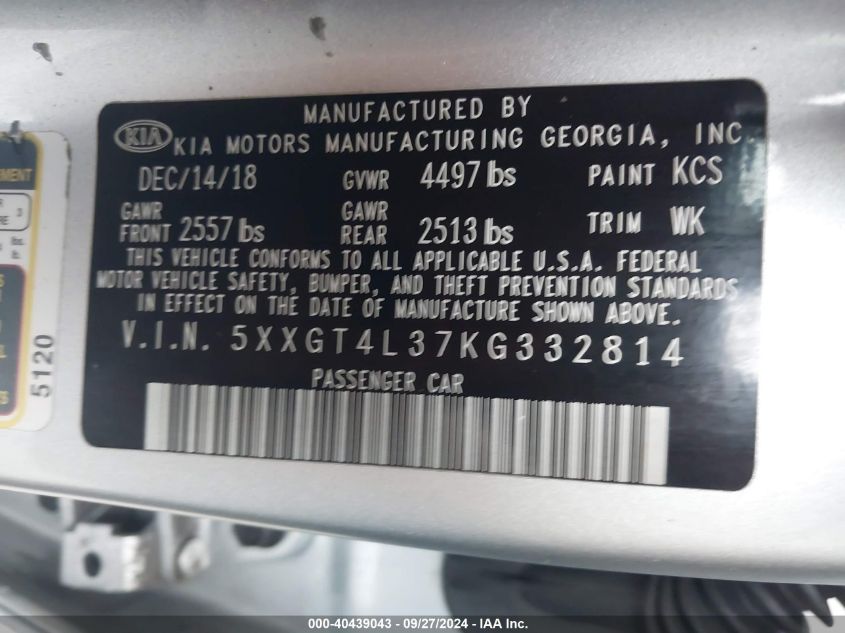 MANUFACTURED BY
KIA KIA MOTORS MANUFACTURING GEORGIA, INC
DEC/14/18 GVWR 4497 lbs PAINT KCS
GAWR FRONT 2557 lbs GAWR REAR 2513 lbs TRIM WK
THIS VEHICLE CONFORMS TO ALL APPLICABLE U.S.A. FEDERAL
MOTOR VEHICLE SAFETY, BUMPER, AND THEFT PREVENTION STANDARDS
IN EFFECT ON THE DATE OF MANUFACTURE SHOWN ABOVE.
V.I.N. 5XXGT4L37KG332814
PASSENGER CAR
5120
000-40439043 - 09/27/2024 - IAA Inc.